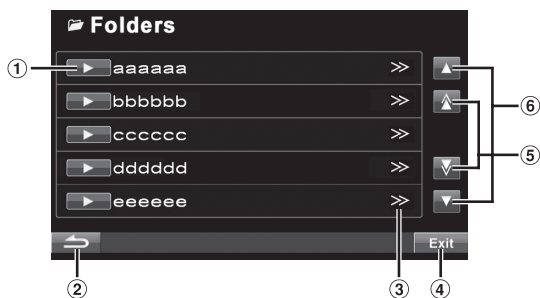 Folders
① aaaaaa
bbbbbb
⑥
cccccc
⑤
dddddd
eeeeee
Exit
② ③ ④